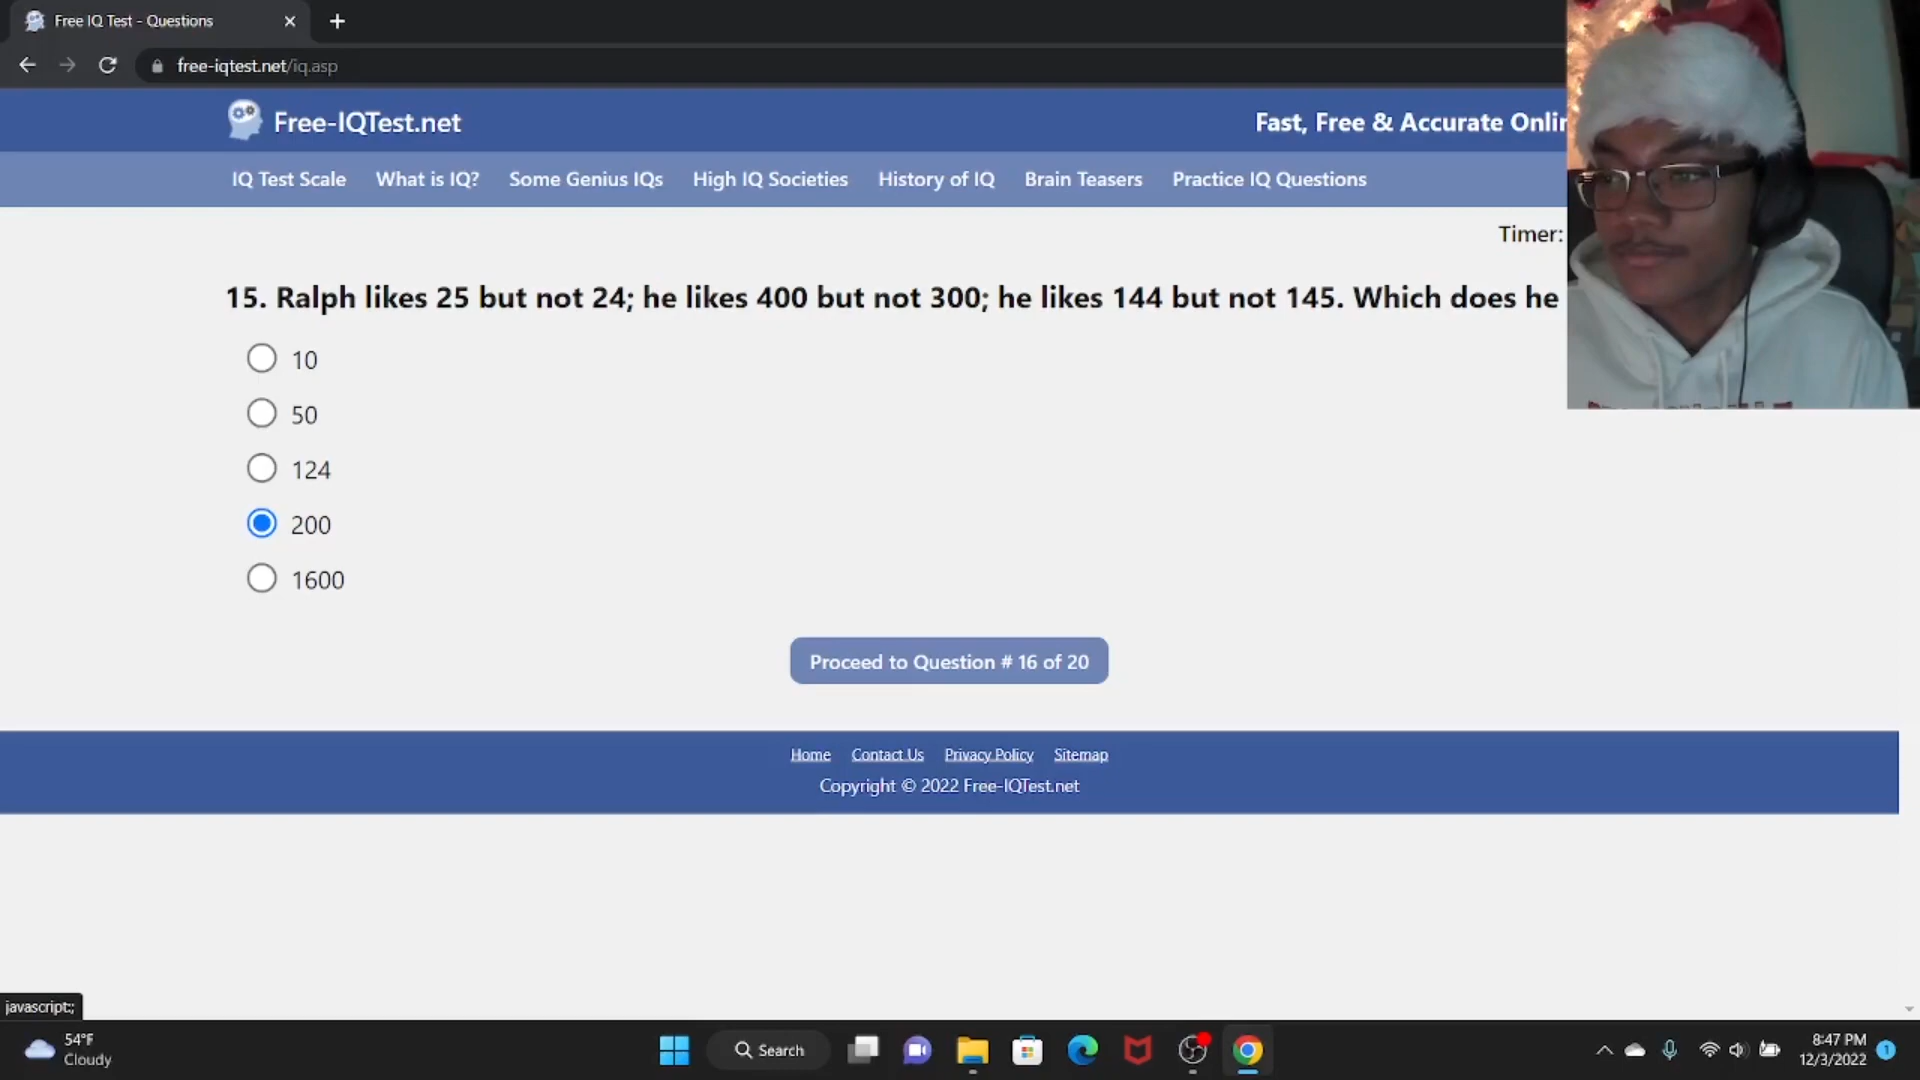 Free IQ Test - Questions
free-iqtest.net/iq.asp
Free-IQTest.net
Fast, Free & Accurate
IQ Test Scale What is IQ? Some Genius IQs High IQ Societies History of IQ Brain Teasers Practice IQ Questions
Timer:
15. Ralph likes 25 but not 24; he likes 400 but not 300; he likes 144 but not 145. Which does he
10
50
124
200
1600
Proceed to Question # 16 of 20
Home Contact Us Privacy Policy Sitemap
Copyright © 2022 Free-IQTest.net
javascript:;
54°F
Cloudy
Search
8:47 PM
12/3/2022
1